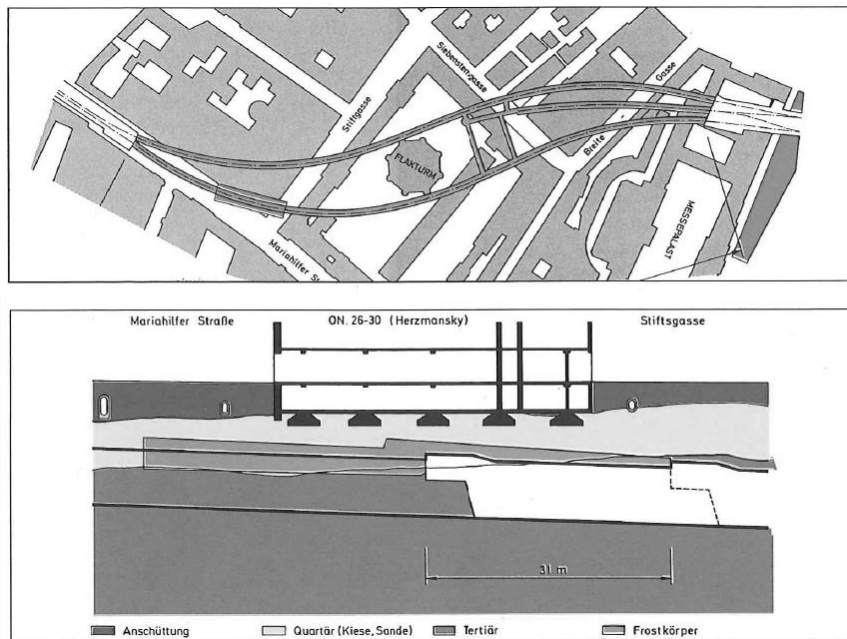 Siebensterngasse
Gasse
Stiftgasse
Breite
FLAKTURM
MESSEPALAST
Mariahilfer St
Mariahilfer Straße ON. 26-30 (Herzmansky) Stiftsgasse
31 m
Anschüttung Quartär (Kiese, Sande) Tertiär Frostkörper